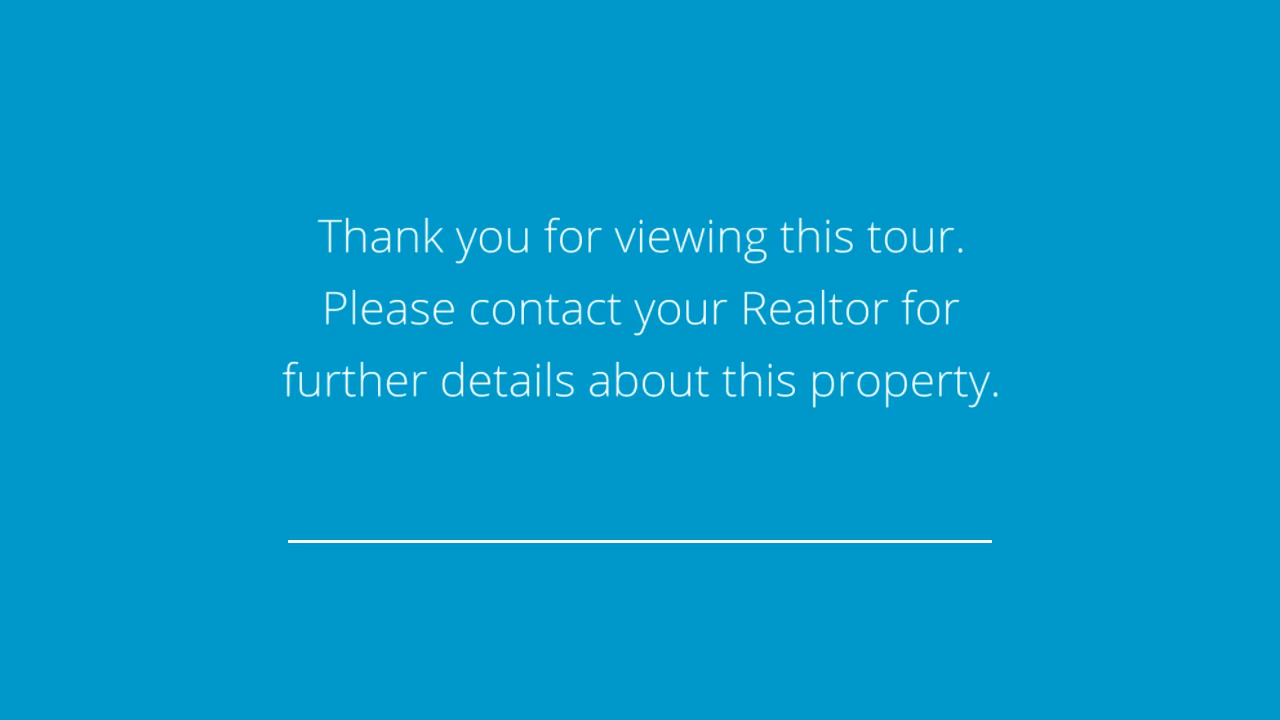 Thank you for viewing this tour.
Please contact your Realtor for
further details about this property.